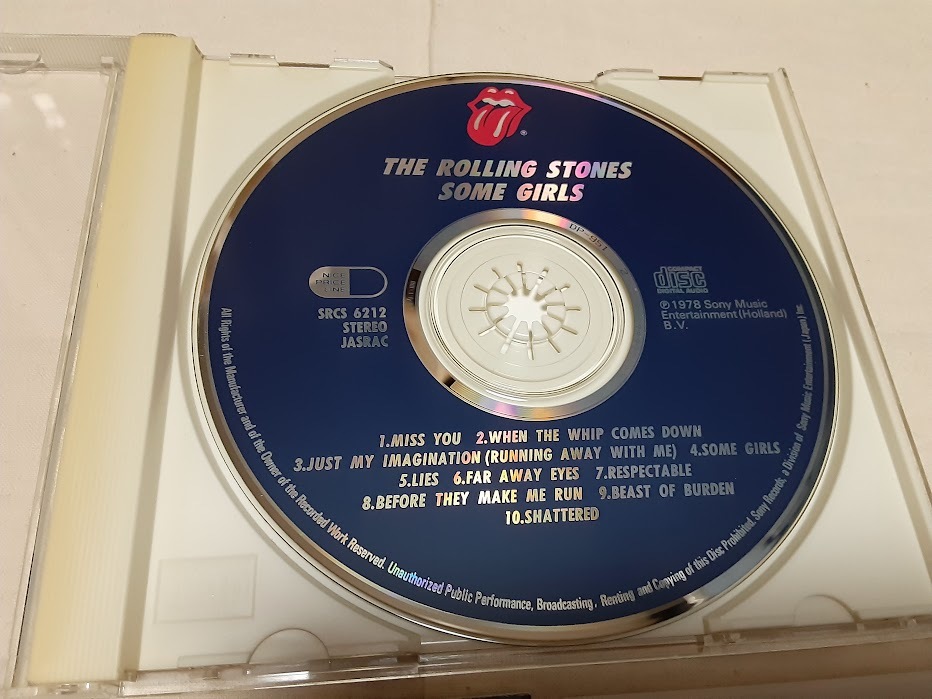 ®
THE ROLLING STONES
SOME GIRLS
DP-951
NICE
PRICE
LINE
SRCS 6212
STEREO
JASRAC
COMPACT
disc
DIGITAL AUDIO
℗1978 Sony Music
Entertainment (Holland)
B.V.
1.MISS YOU 2.WHEN THE WHIP COMES DOWN
3.JUST MY IMAGINATION (RUNNING AWAY WITH ME) 4.SOME GIRLS
5.LIES 6.FAR AWAY EYES 7.RESPECTABLE
8.BEFORE THEY MAKE ME RUN 9.BEAST OF BURDEN
10.SHATTERED
All Rights of the Manufacturer and of the Owner of the Recorded Work Reserved. Unauthorized Public Performance, Broadcasting, Renting and Copying of this Disc Prohibited. Sony Records, a Division of Sony Music Entertainment (Japan) Inc.